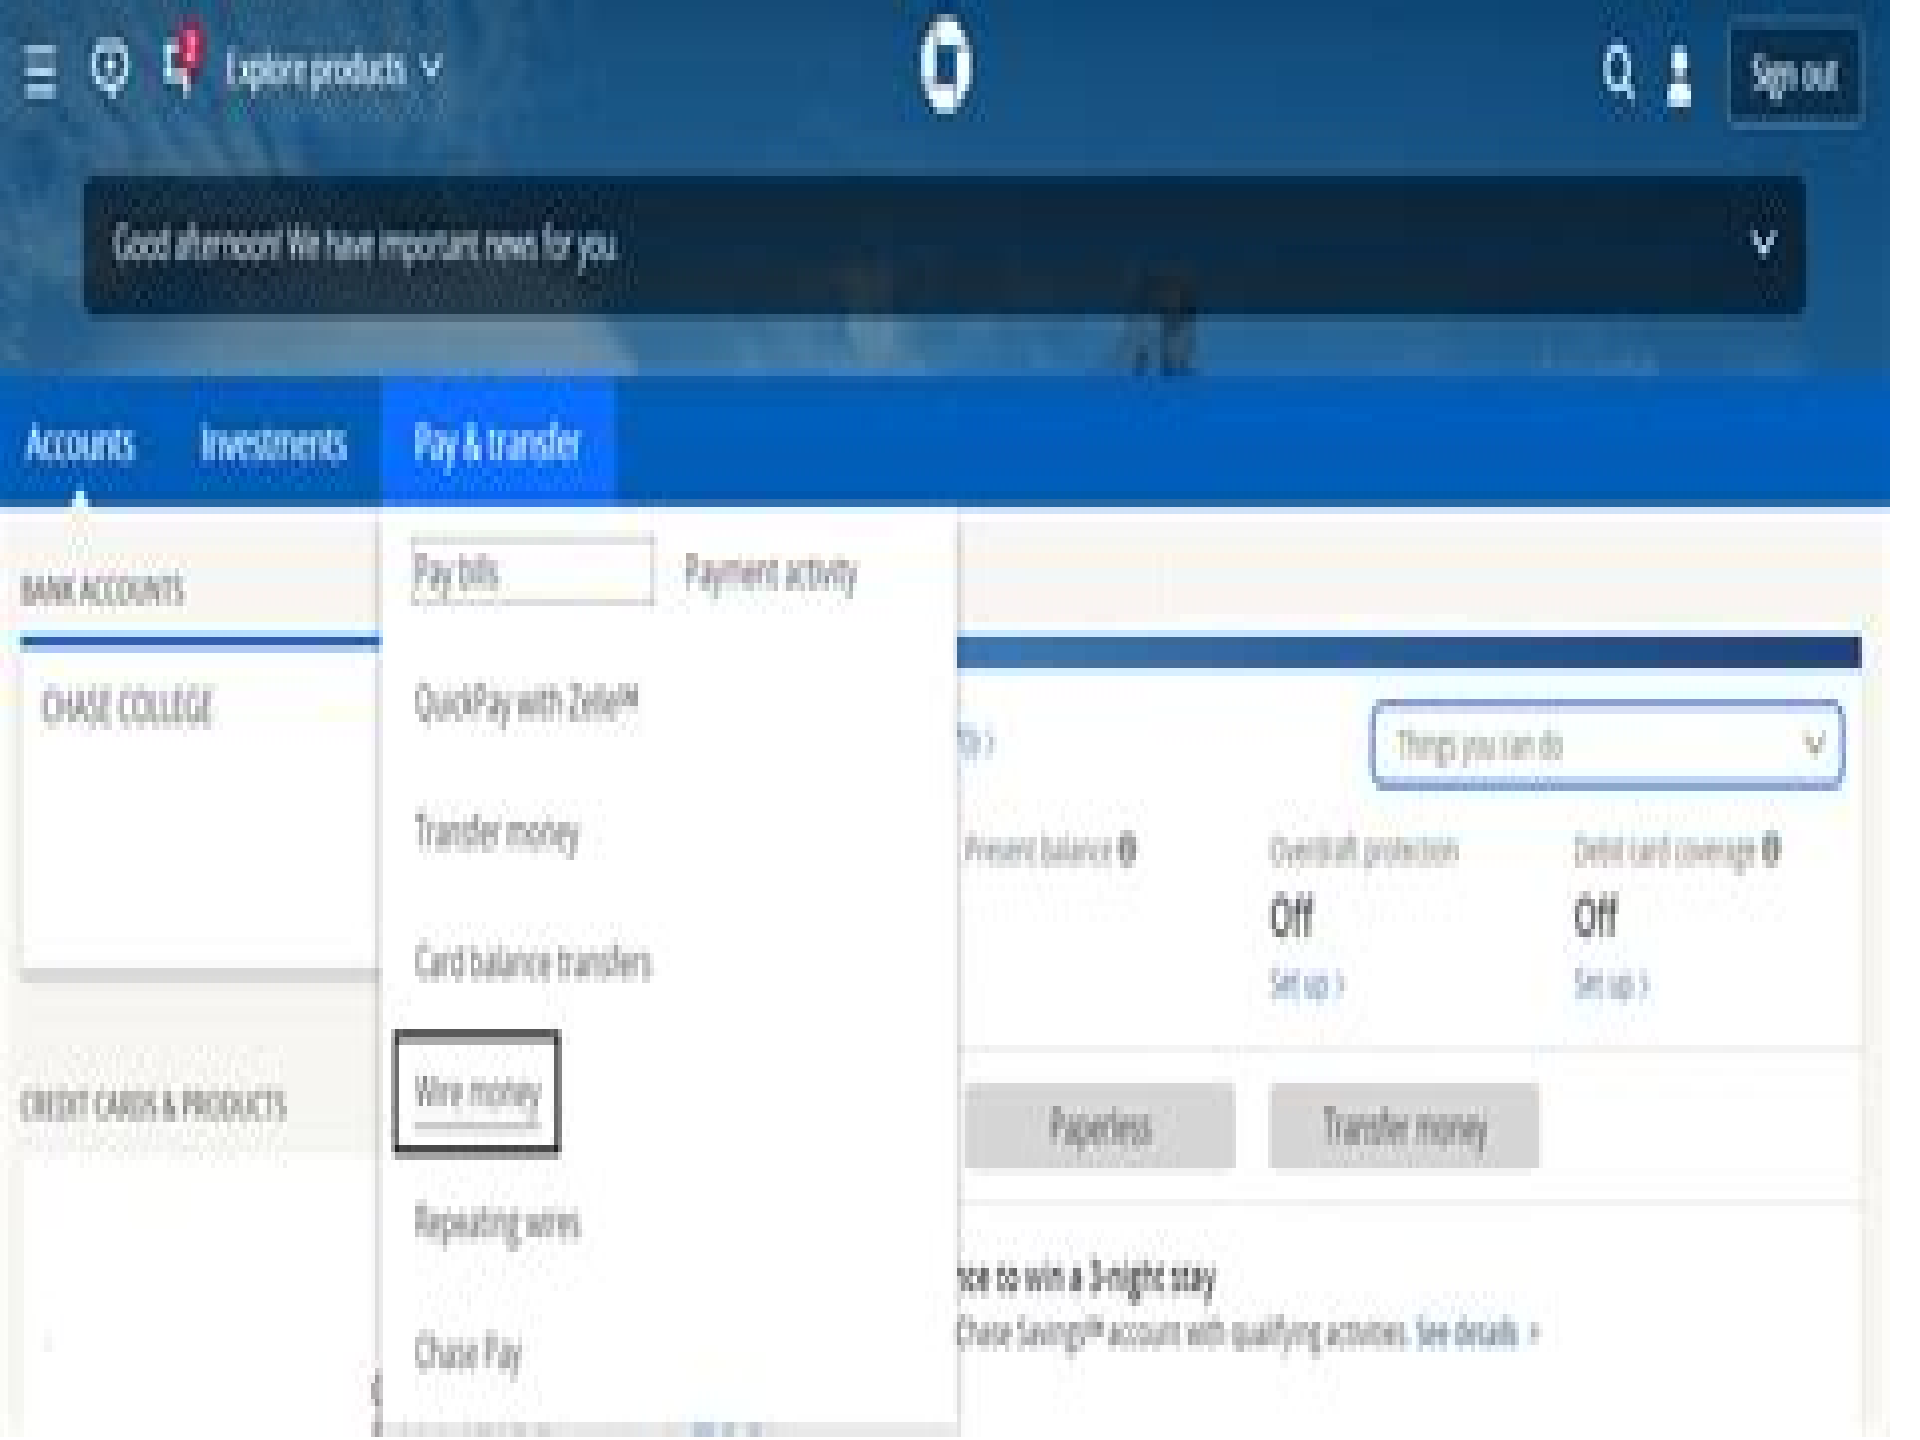 Explore products
Sign out
Good afternoon! We have important news for you
Accounts
Investments
Pay & transfer
BANK ACCOUNTS
Pay bills
Payment activity
CHASE COLLEGE
QuickPay with Zelle℠
Things you can do
Transfer money
Present balance
Overdraft protection
Debit card coverage
Off
Off
Set up >
Set up >
Card balance transfers
CREDIT CARDS & PRODUCTS
Wire money
Paperless
Transfer money
Repeating wires
to win a 3-night stay
Chase Savings℠ account with qualifying activities. See details >
Chase Pay